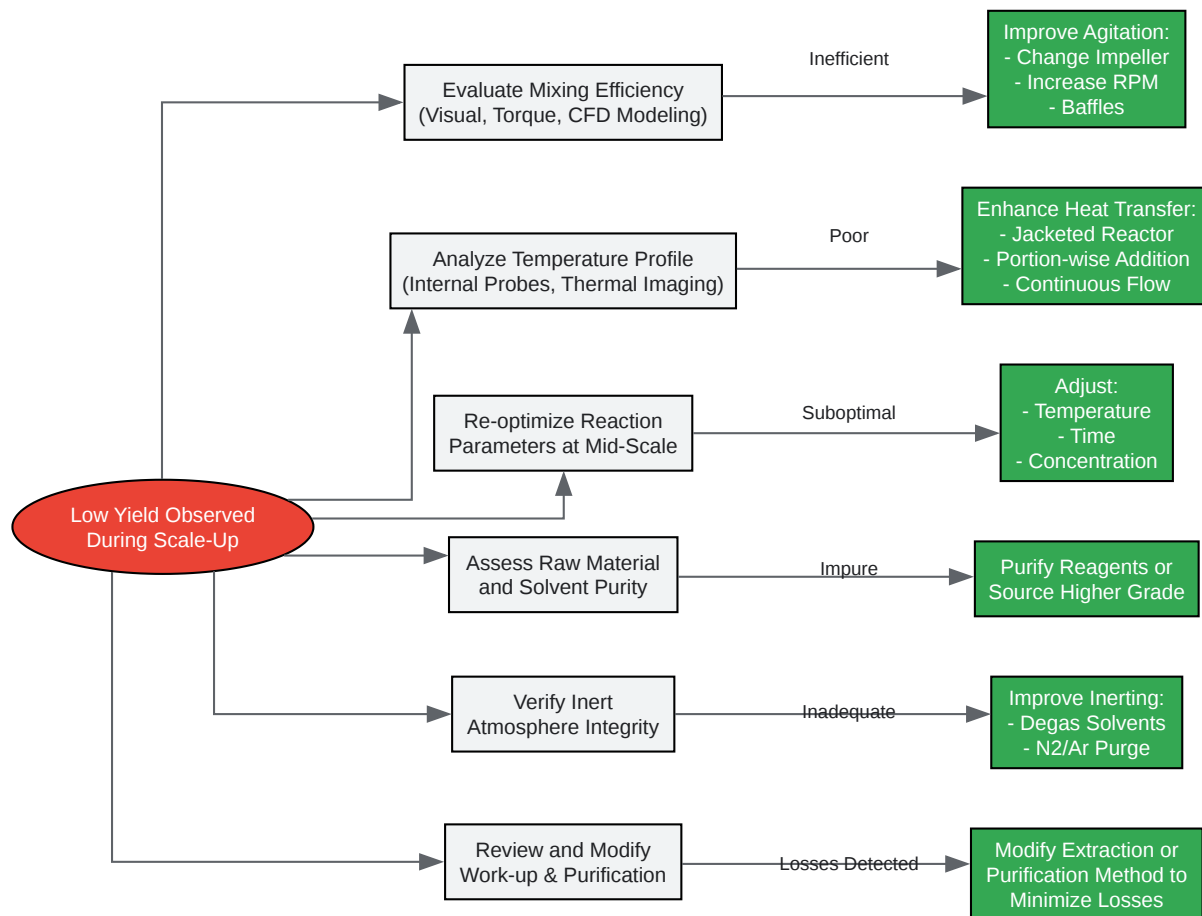 Evaluate Mixing Efficiency
(Visual, Torque, CFD Modeling)
Inefficient
Improve Agitation:
- Change Impeller
- Increase RPM
- Baffles
Analyze Temperature Profile
(Internal Probes, Thermal Imaging)
Poor
Enhance Heat Transfer:
- Jacketed Reactor
- Portion-wise Addition
- Continuous Flow
Re-optimize Reaction
Parameters at Mid-Scale
Suboptimal
Adjust:
- Temperature
- Time
- Concentration
Low Yield Observed
During Scale-Up
Assess Raw Material
and Solvent Purity
Impure
Purify Reagents or
Source Higher Grade
Verify Inert
Atmosphere Integrity
Inadequate
Improve Inerting:
- Degas Solvents
- N2/Ar Purge
Review and Modify
Work-up & Purification
Losses Detected
Modify Extraction or
Purification Method to
Minimize Losses